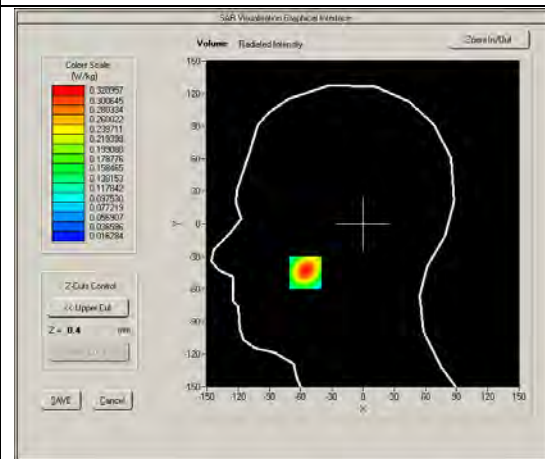 SAR Visualisation Graphical Interface
Volume Radiated Intensity
Zoom In/Out
Colors Scale
(W/kg)
0.320957
0.300645
0.280334
0.260022
0.239711
0.219399
0.199088
0.178776
0.158465
0.138153
0.117842
0.097530
0.077219
0.056907
0.036596
0.016284
Z-Cuts Control
<< Upper Cut
Z = 0.4 mm
SAVE Cancel
150
120
90
60
30
0
-30
-60
-90
-120
-150
Y
-150 -120 -90 -60 -30 0 30 60 90 120 150
X